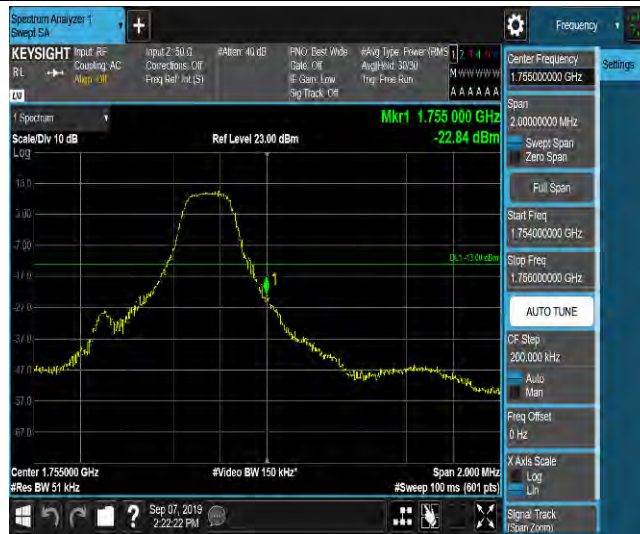 Spectrum Analyzer 1
Swept SA
+
Frequency
KEYSIGHT Input: RF
RL
Coupling: AC
Align: Off
Input Z: 50 Ω
Corrections: Off
Freq Ref: Int (S)
#Atten: 40 dB
PNO: Best Wide
Gate: Off
IF Gain: Low
Sig Track: Off
#Avg Type: Power (RMS
Avg|Hold: 30/30
Trig: Free Run
M W W W W W
A A A A A A
1 Spectrum
Scale/Div 10 dB
Ref Level 23.00 dBm
Mkr1 1.755 000 GHz
-22.84 dBm
Log
13.0
3.00
-7.00
-17.0
-27.0
-37.0
-47.0
-57.0
-67.0
DL1 -13.00 dBm
1
Center 1.755000 GHz
#Res BW 51 kHz
#Video BW 150 kHz*
Span 2.000 MHz
#Sweep 100 ms (601 pts)
Center Frequency
1.755000000 GHz
Span
2.00000000 MHz
Swept Span
Zero Span
Full Span
Start Freq
1.754000000 GHz
Stop Freq
1.756000000 GHz
AUTO TUNE
CF Step
200.000 kHz
Auto
Man
Freq Offset
0 Hz
X Axis Scale
Log
Lin
Signal Track
(Span Zoom)
Settings
?
Sep 07, 2019
2:22:22 PM